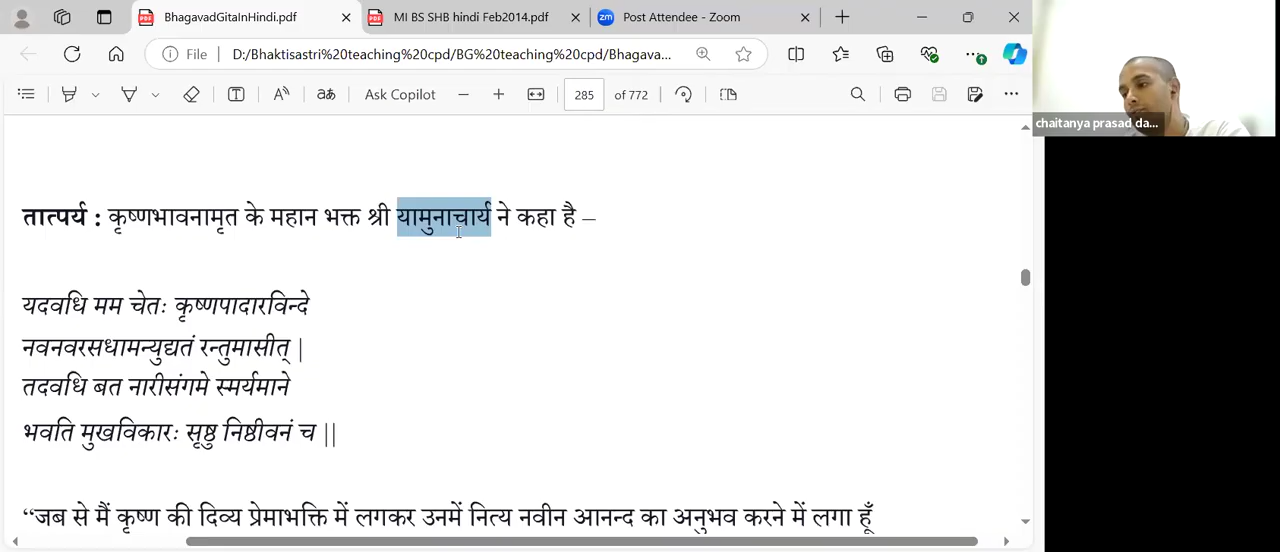 BhagavadGitaInHindi.pdf
MI BS SHB hindi Feb2014.pdf
Post Attendee - Zoom
File
D:/Bhaktisastri%20teaching%20cpd/BG%20teaching%20cpd/Bhagava...
Ask Copilot
285 of 772
chaitanya prasad da...
तात्पर्य : कृष्णभावनामृत के महान भक्त श्री यामुनाचार्य ने कहा है –
यदवधि मम चेतः कृष्णपादारविन्दे
नवनवरसधामन्युद्यतं रन्तुमासीत् |
तदवधि बत नारीसंगमे स्मर्यमाने
भवति मुखविकारः सृष्ठु निष्ठीवनं च ||
“जब से मैं कृष्ण की दिव्य प्रेमाभक्ति में लगकर उनमें नित्य नवीन आनन्द का अनुभव करने में लगा हूँ